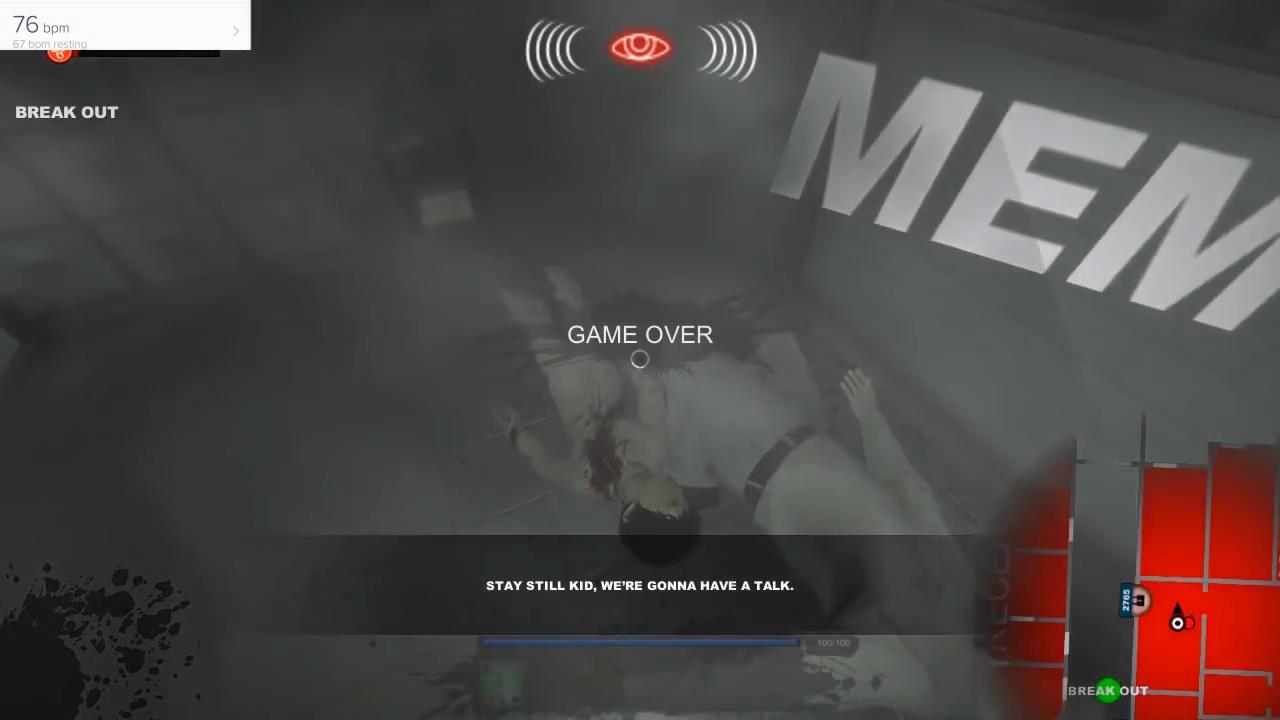 76 bpm
67 bpm resting
BREAK OUT
MEM
GAME OVER
STAY STILL KID, WE'RE GONNA HAVE A TALK.
100/100
2765
BREAK OUT